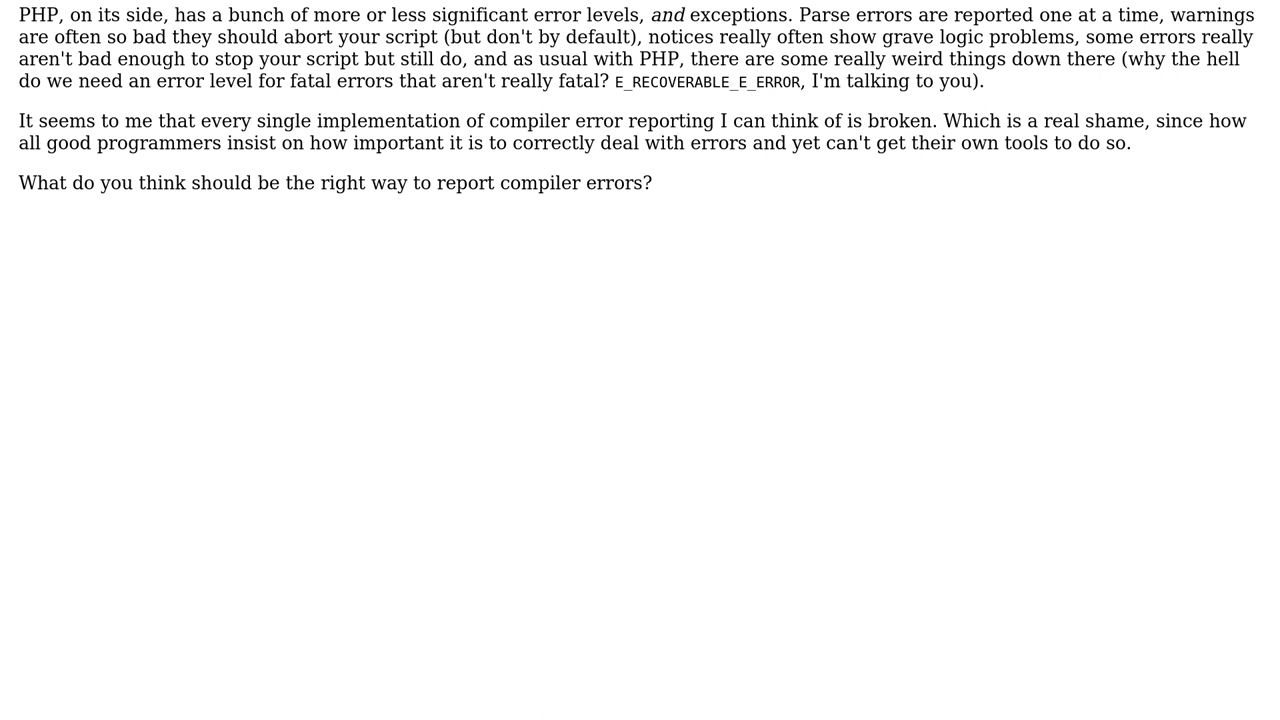 PHP, on its side, has a bunch of more or less significant error levels, and exceptions. Parse errors are reported one at a time, warnings
are often so bad they should abort your script (but don't by default), notices really often show grave logic problems, some errors really
aren't bad enough to stop your script but still do, and as usual with PHP, there are some really weird things down there (why the hell
do we need an error level for fatal errors that aren't really fatal? E_RECOVERABLE_E_ERROR, I'm talking to you).
It seems to me that every single implementation of compiler error reporting I can think of is broken. Which is a real shame, since how
all good programmers insist on how important it is to correctly deal with errors and yet can't get their own tools to do so.
What do you think should be the right way to report compiler errors?